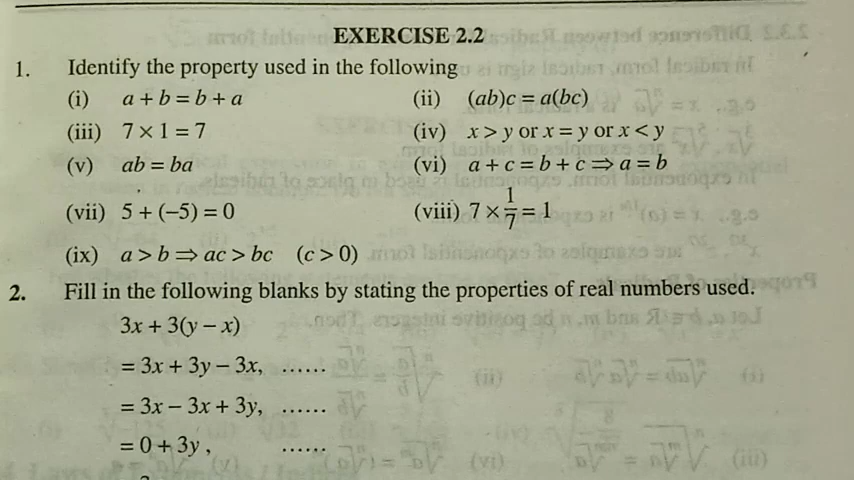 EXERCISE 2.2
1. Identify the property used in the following
(i) a + b = b + a (ii) (ab)c = a(bc)
(iii) 7 × 1 = 7 (iv) x > y or x = y or x < y
(v) ab = ba (vi) a + c = b + c ⇒ a = b
(vii) 5 + (−5) = 0 (viii) 7 × 1/7 = 1
(ix) a > b ⇒ ac > bc (c > 0)
2. Fill in the following blanks by stating the properties of real numbers used.
3x + 3(y − x)
= 3x + 3y − 3x, ......
= 3x − 3x + 3y, ......
= 0 + 3y , ......